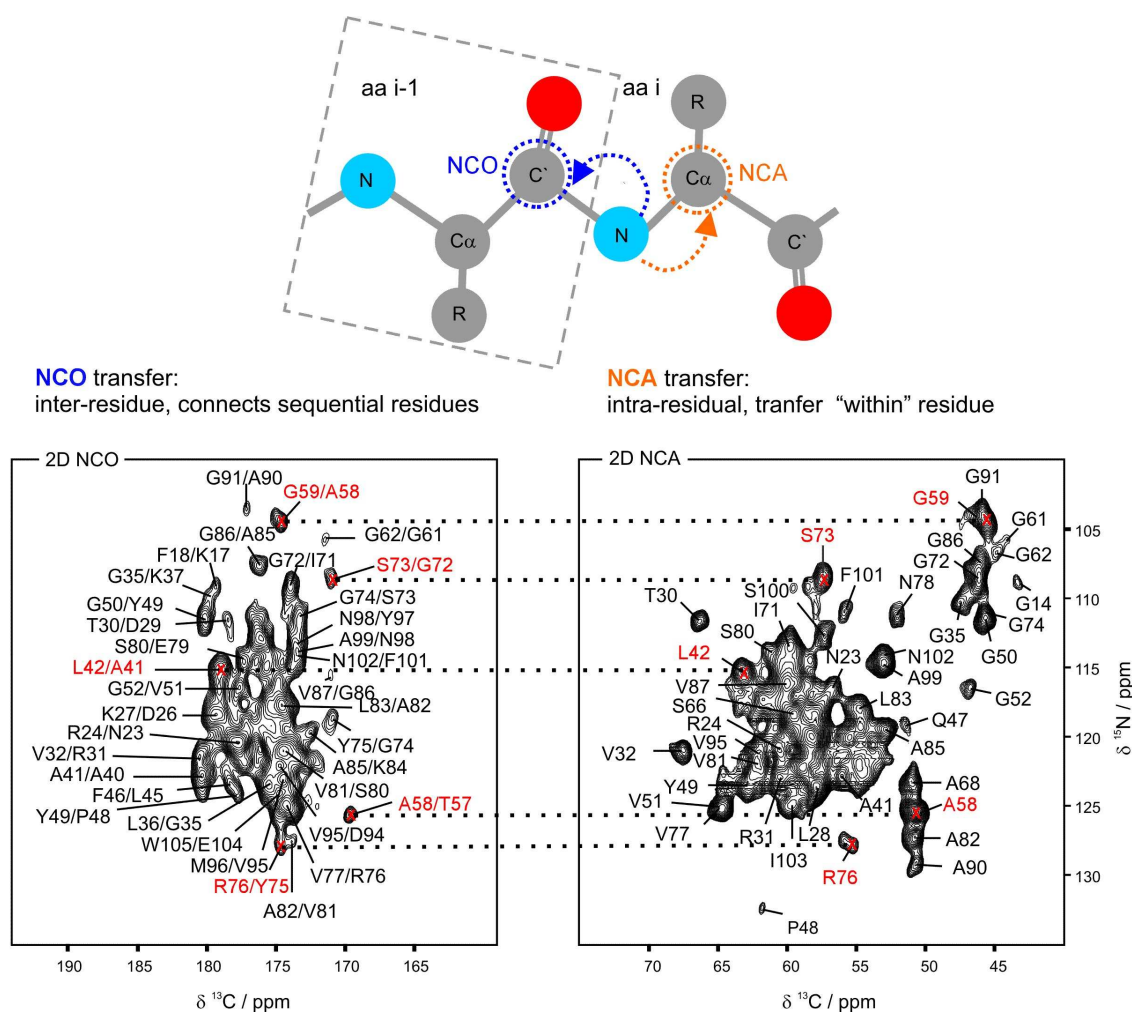 aa i-1
aa i
R
NCO
C`
NCA
Cα
N
N
Cα
C`
R
NCO transfer:
inter-residue, connects sequential residues
NCA transfer:
intra-residual, tranfer “within” residue
2D NCO
G91/A90
G59/A58
G86/A85
G62/G61
F18/K17
G72/I71
S73/G72
G35/K37
G74/S73
G50/Y49
N98/Y97
T30/D29
A99/N98
S80/E79
N102/F101
L42/A41
G52/V51
V87/G86
K27/D26
L83/A82
R24/N23
Y75/G74
V32/R31
A85/K84
A41/A40
V81/S80
F46/L45
A58/T57
Y49/P48
V95/D94
L36/G35
W105/E104
M96/V95
V77/R76
R76/Y75
A82/V81
190
180
170
160
δ ¹³C / ppm
2D NCA
G91
G59
G61
S73
G86
G62
G72
F101
N78
S100
T30
I71
G14
G35
G74
S80
L42
N23
N102
G50
A99
V87
G52
S66
L83
R24
Q47
V95
A85
V32
V81
Y49
A68
A41
A58
V51
V77
R31
L28
A82
I103
A90
R76
P48
70
65
60
55
50
45
δ ¹³C / ppm
105
110
115
120
125
130
δ ¹⁵N / ppm